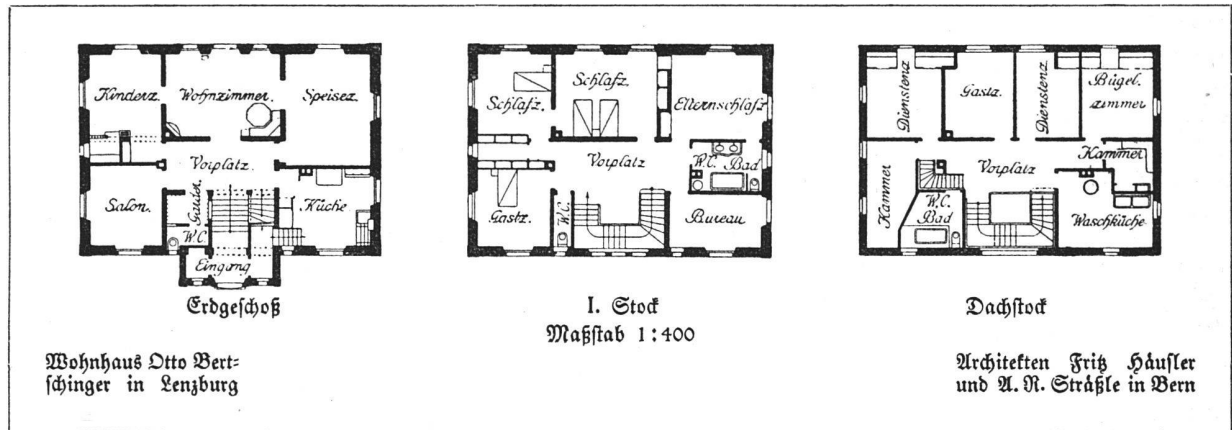 Kinderz.
Wohnzimmer.
Speisez.
Vorplatz.
Salon.
Garder.
W.C.
Küche
Eingang
Erdgeschoß
Schlafz.
Schlafz.
Elternschlafz
Vorplatz
W.C. Bad
Gastz.
W.C.
Bureau
I. Stock
Maßstab 1:400
Dienstenz
Gastz.
Dienstenz
Bügel-
zimmer
Vorplatz
Kammer
Kammer
W.C.
Bad
Waschküche
Dachstock
Wohnhaus Otto Bert-
schinger in Lenzburg
Architekten Fritz Häusler
und A. R. Sträßle in Bern